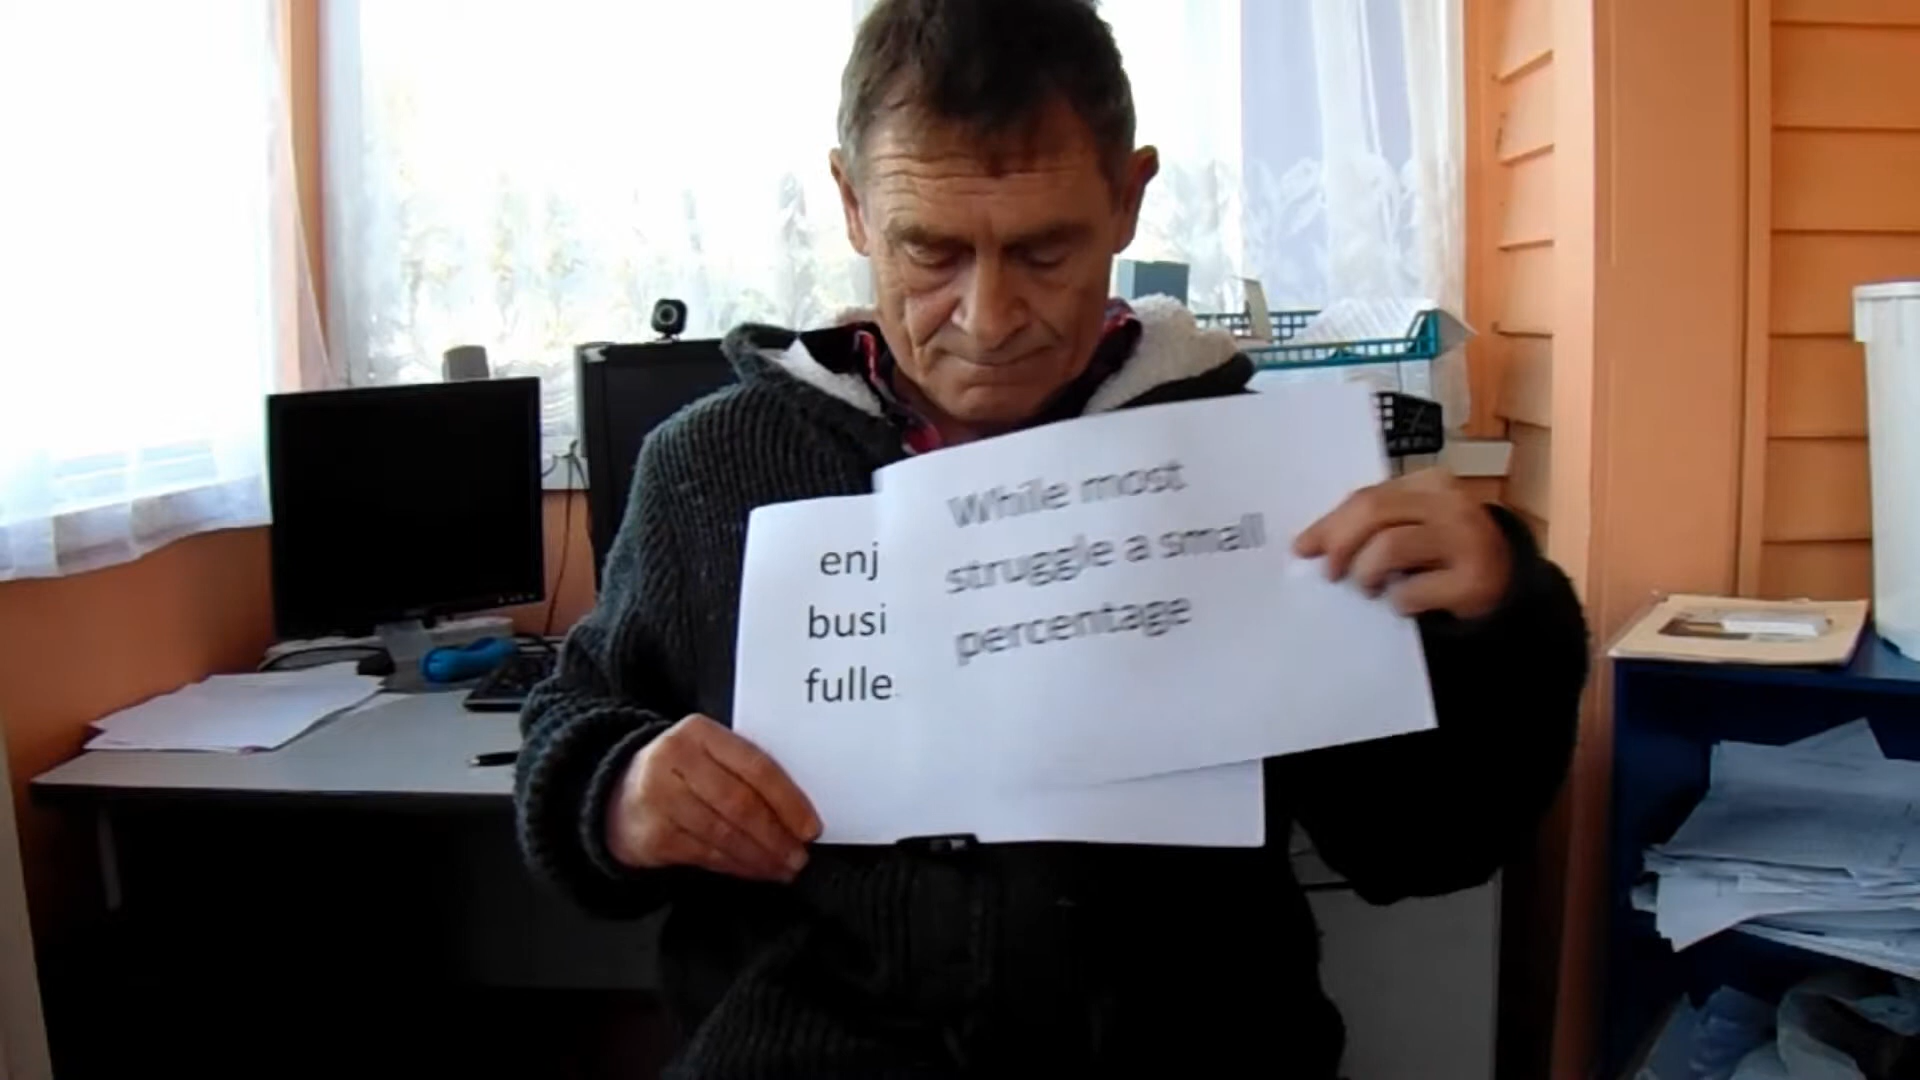 While most
struggle a small
percentage
enj
busi
fulle